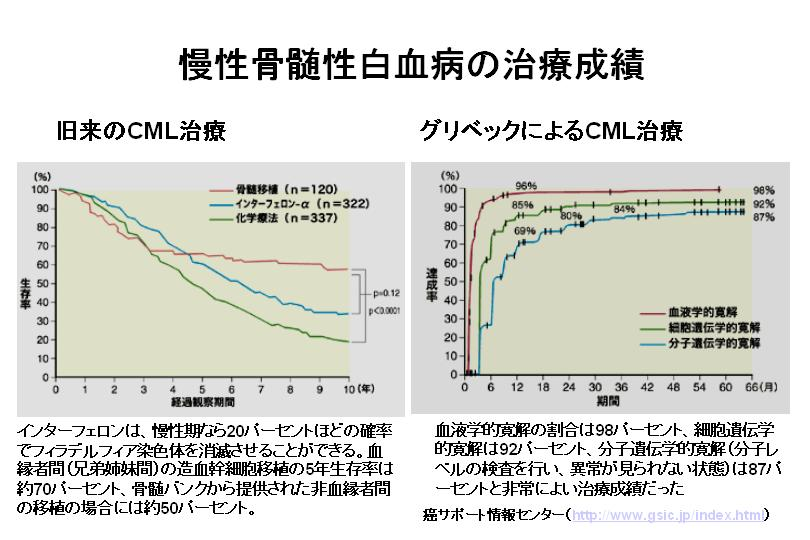 慢性骨髄性白血病の治療成績
旧来のCML治療
(%)
100
90
80
70
60
50
40
30
20
10
0
生存率
骨髄移植(n=120)
インターフェロン-α(n=322)
化学療法(n=337)
p=0.12
p<0.0001
0 1 2 3 4 5 6 7 8 9 10(年)
経過観察期間
インターフェロンは、慢性期なら20パーセントほどの確率
でフィラデルフィア染色体を消滅させることができる。血
縁者間(兄弟姉妹間)の造血幹細胞移植の5年生存率は
約70パーセント、骨髄バンクから提供された非血縁者間
の移植の場合には約50パーセント。
グリベックによるCML治療
(%)
100
90
80
70
60
50
40
30
20
10
0
達成率
96%
98%
85%
84%
92%
69%
80%
87%
血液学的寛解
細胞遺伝学的寛解
分子遺伝学的寛解
0 6 12 18 24 30 36 42 48 54 60 66(月)
期間
血液学的寛解の割合は98パーセント、細胞遺伝学
的寛解は92パーセント、分子遺伝学的寛解(分子レ
ベルの検査を行い、異常が見られない状態)は87パ
ーセントと非常によい治療成績だった
癌サポート情報センター(http://www.gsic.jp/index.html)